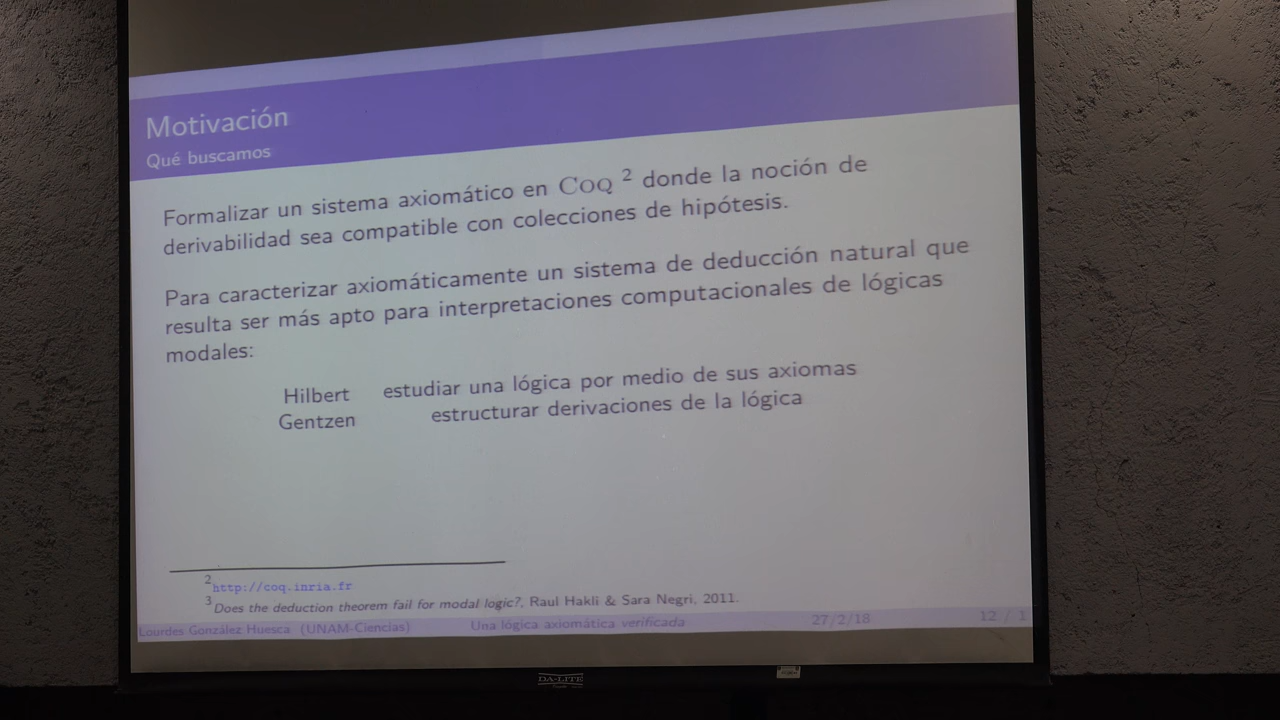 Motivación
Qué buscamos
Formalizar un sistema axiomático en Coq ² donde la noción de
derivabilidad sea compatible con colecciones de hipótesis.
Para caracterizar axiomáticamente un sistema de deducción natural que
resulta ser más apto para interpretaciones computacionales de lógicas
modales:
Hilbert estudiar una lógica por medio de sus axiomas
Gentzen estructurar derivaciones de la lógica
²http://coq.inria.fr
³Does the deduction theorem fail for modal logic?, Raul Hakli & Sara Negri, 2011.
Lourdes González Huesca (UNAM-Ciencias) Una lógica axiomática verificada 27/2/18 12 / 1
DA-LITE